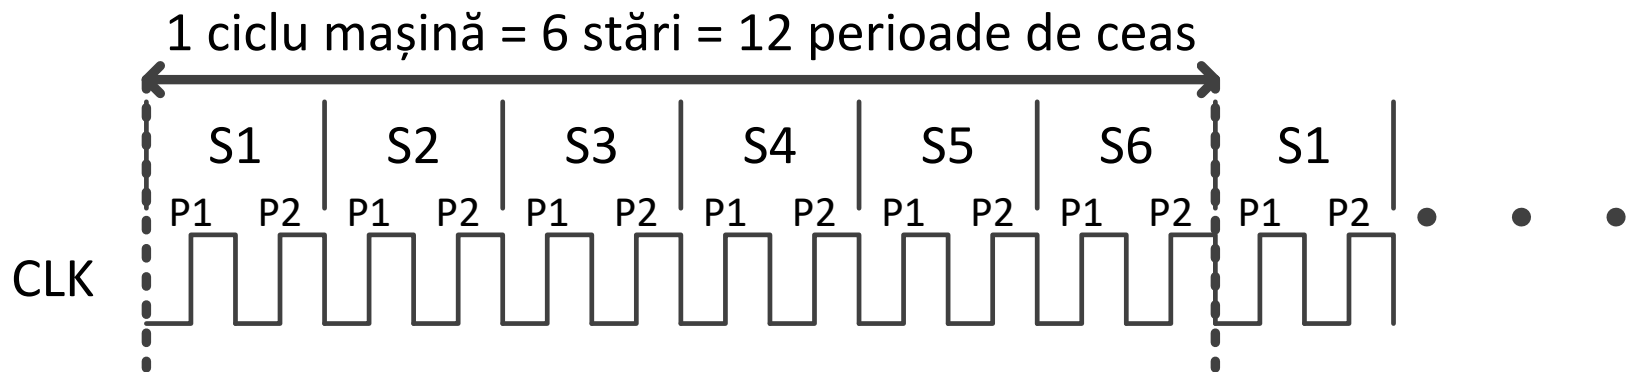 1 ciclu mașină = 6 stări = 12 perioade de ceas
S1 S2 S3 S4 S5 S6 S1
P1 P2 P1 P2 P1 P2 P1 P2 P1 P2 P1 P2 P1 P2
CLK